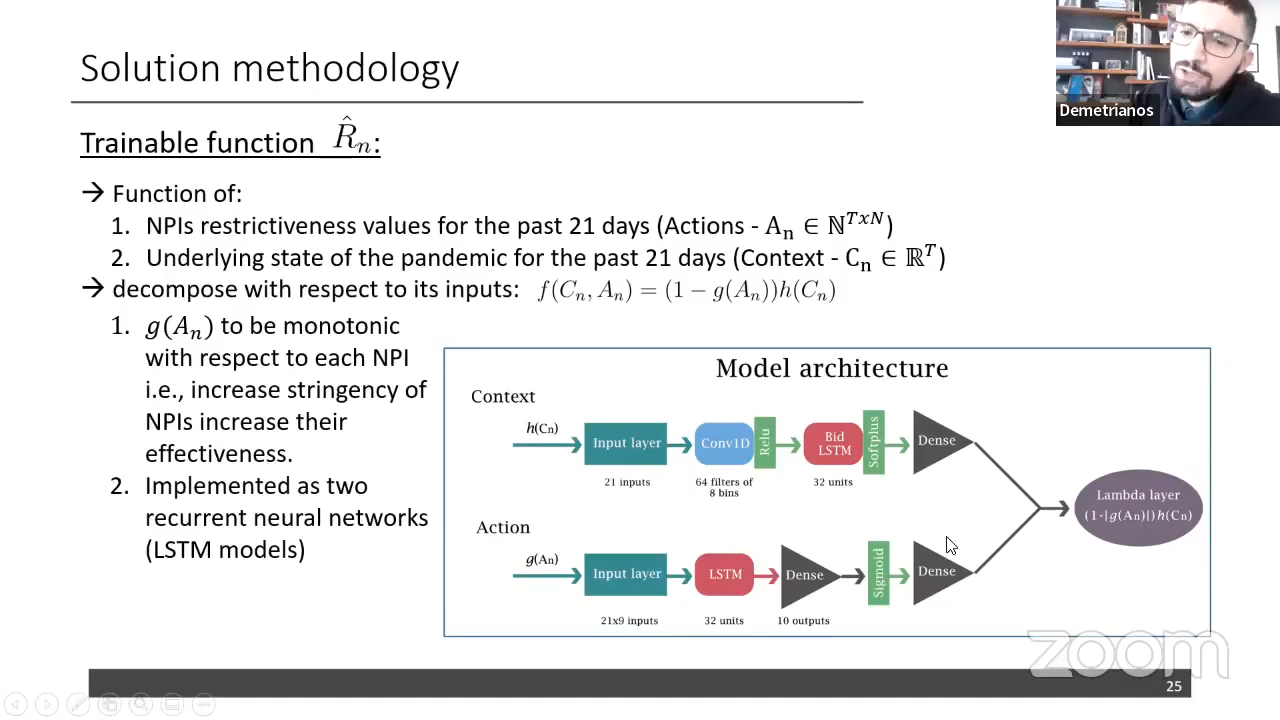 Solution methodology
Demetrianos
Trainable function R̂ₙ:
→ Function of:
1. NPIs restrictiveness values for the past 21 days (Actions - Aₙ ∈ ℕᵀˣᴺ)
2. Underlying state of the pandemic for the past 21 days (Context - Cₙ ∈ ℝᵀ)
→ decompose with respect to its inputs: f(Cₙ, Aₙ) = (1 − g(Aₙ))h(Cₙ)
1. g(Aₙ) to be monotonic
with respect to each NPI
i.e., increase stringency of
NPIs increase their
effectiveness.
2. Implemented as two
recurrent neural networks
(LSTM models)
Model architecture
Context
h(Cn)
Input layer
Conv1D
Relu
Bid
LSTM
Softplus
Dense
21 inputs
64 filters of
8 bins
32 units
Lambda layer
(1-|g(An)|)h(Cn)
Action
g(An)
Input layer
LSTM
Dense
Sigmoid
Dense
21x9 inputs
32 units
10 outputs
zoom
25